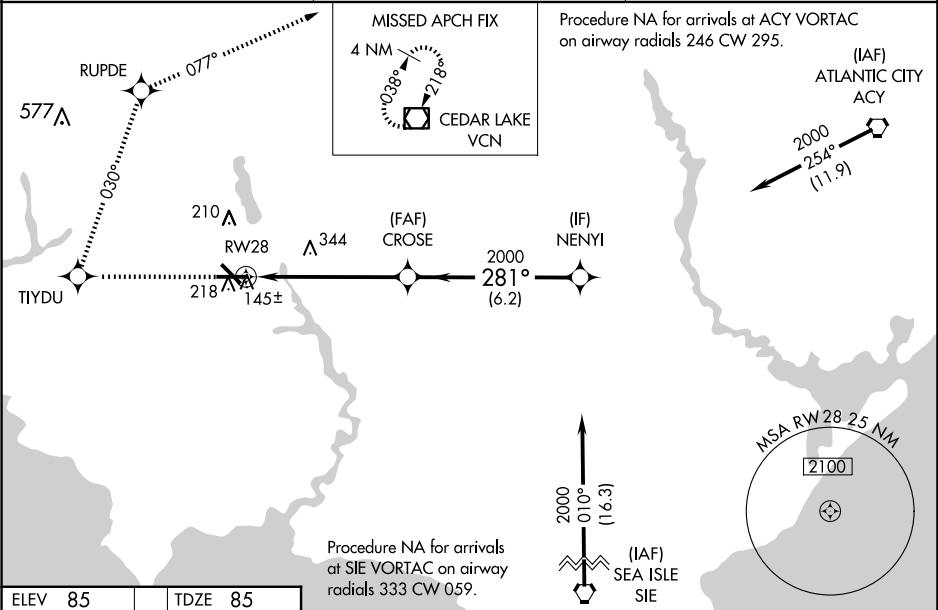 MISSED APCH FIX
4 NM
038°
218°
CEDAR LAKE
VCN
Procedure NA for arrivals at ACY VORTAC
on airway radials 246 CW 295.
(IAF)
ATLANTIC CITY
ACY
2000
254°
(11.9)
RUPDE
077°
577
030°
TIYDU
210
RW28
344
218
145±
(FAF)
CROSE
2000
281°
(6.2)
(IF)
NENYI
MSA RW28 25 NM
2100
2000
010°
(16.3)
(IAF)
SEA ISLE
SIE
Procedure NA for arrivals
at SIE VORTAC on airway
radials 333 CW 059.
ELEV 85
TDZE 85